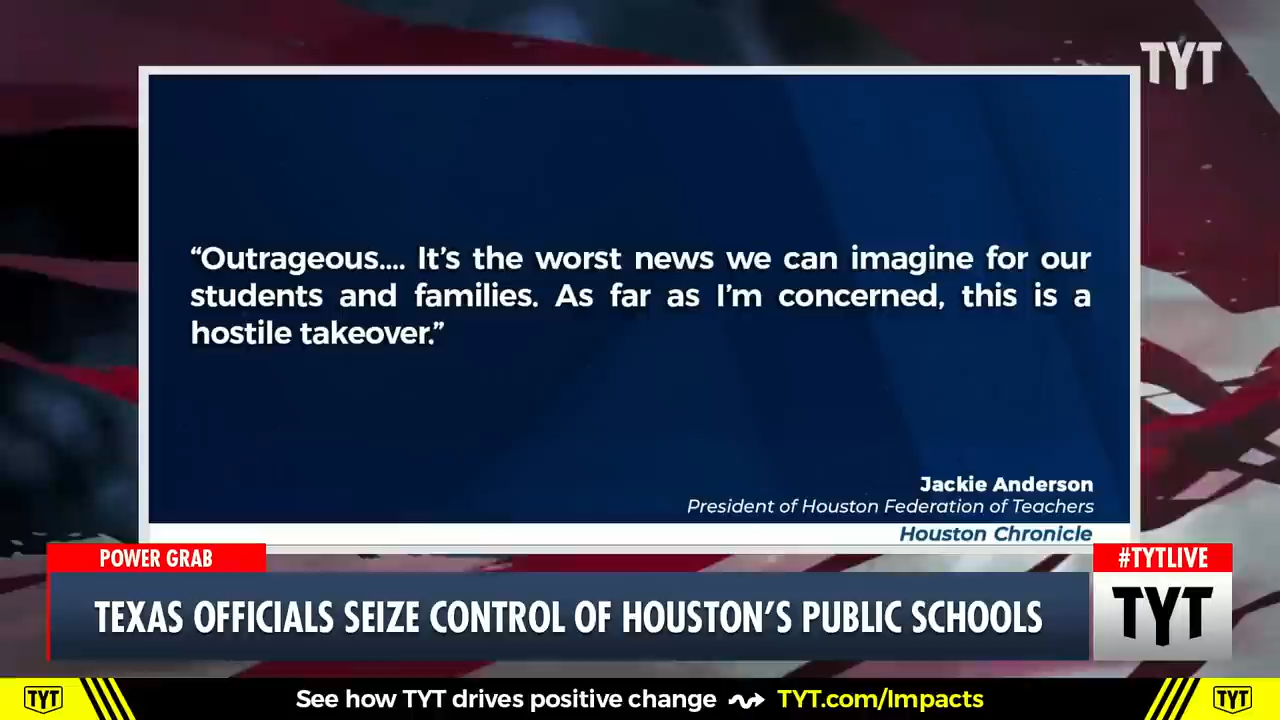 TYT
“Outrageous.... It’s the worst news we can imagine for our
students and families. As far as I’m concerned, this is a
hostile takeover.”
Jackie Anderson
President of Houston Federation of Teachers
Houston Chronicle
POWER GRAB
#TYTLIVE
TEXAS OFFICIALS SEIZE CONTROL OF HOUSTON’S PUBLIC SCHOOLS
TYT
TYT
See how TYT drives positive change
TYT.com/Impacts
TYT